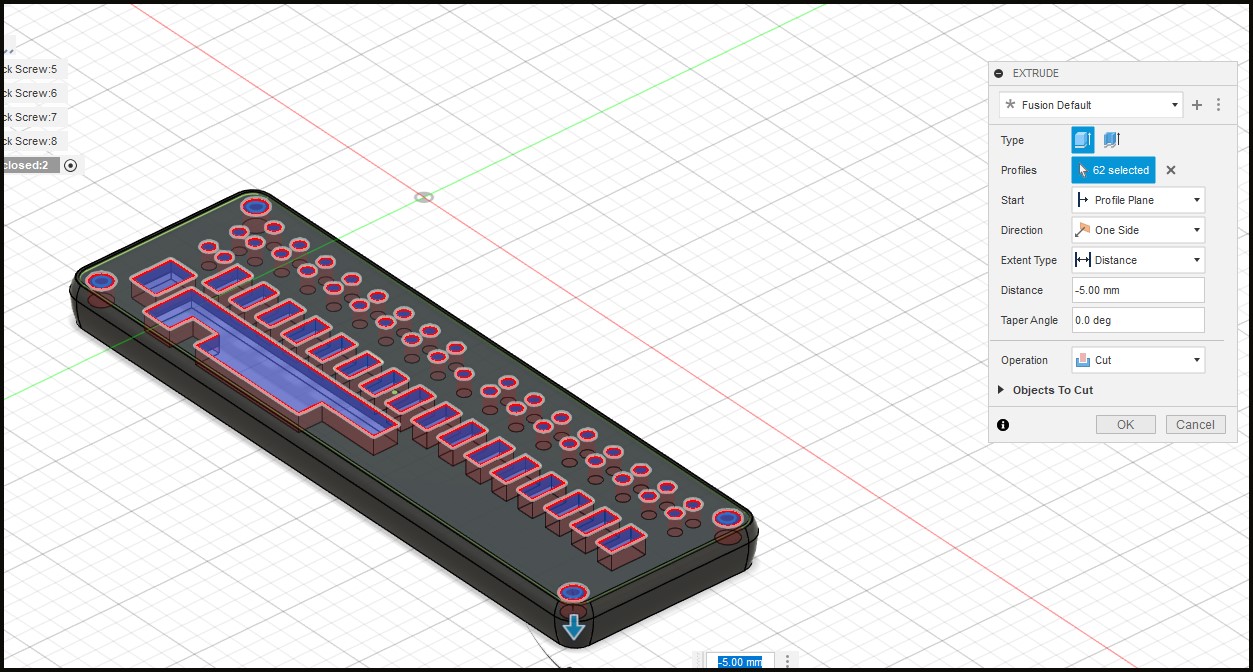 ck Screw:5
ck Screw:6
ck Screw:7
ck Screw:8
closed:2
EXTRUDE
Fusion Default
Type
Profiles 62 selected
Start Profile Plane
Direction One Side
Extent Type Distance
Distance -5.00 mm
Taper Angle 0.0 deg
Operation Cut
Objects To Cut
OK Cancel
-5.00 mm